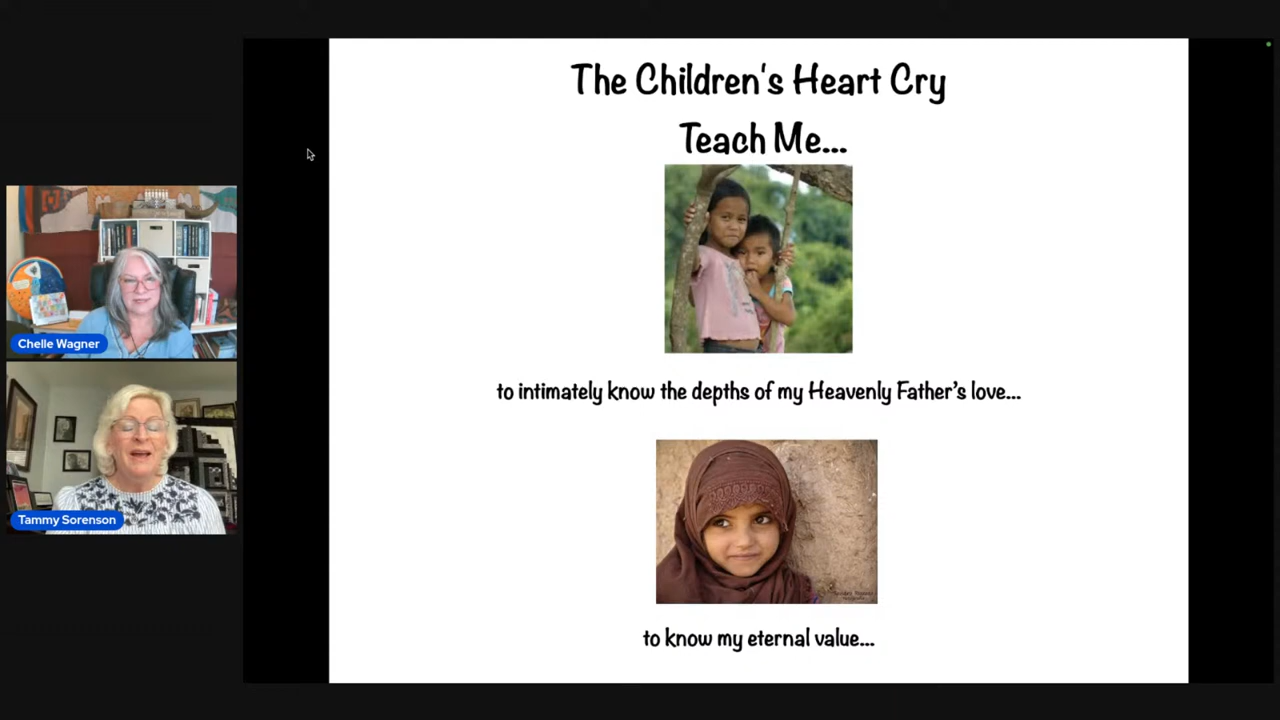 The Children's Heart Cry
Teach Me...
to intimately know the depths of my Heavenly Father's love...
to know my eternal value...
Chelle Wagner
Tammy Sorenson